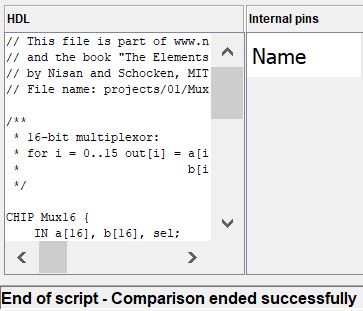 HDL
Internal pins
// This file is part of www.n
// and the book "The Elements
// by Nisan and Schocken, MIT
// File name: projects/01/Mux
/**
* 16-bit multiplexor:
* for i = 0..15 out[i] = a[i
* b[i
*/
CHIP Mux16 {
IN a[16], b[16], sel;
Name
End of script - Comparison ended successfully